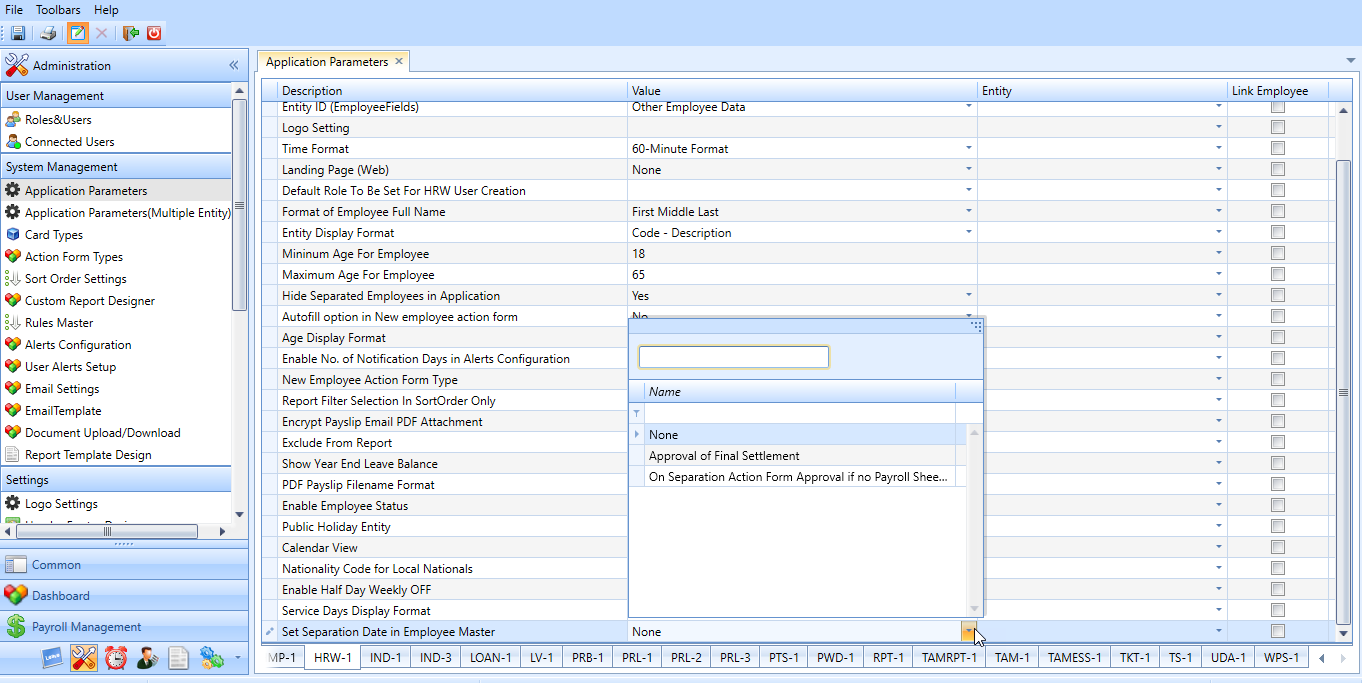 File Toolbars Help
Administration
User Management
Roles&Users
Connected Users
System Management
Application Parameters
Application Parameters(Multiple Entity)
Card Types
Action Form Types
Sort Order Settings
Custom Report Designer
Rules Master
Alerts Configuration
User Alerts Setup
Email Settings
EmailTemplate
Document Upload/Download
Report Template Design
Settings
Logo Settings
Common
Dashboard
Payroll Management
Application Parameters
Description Value Entity Link Employee
Entity ID (EmployeeFields) Other Employee Data
Logo Setting
Time Format 60-Minute Format
Landing Page (Web) None
Default Role To Be Set For HRW User Creation
Format of Employee Full Name First Middle Last
Entity Display Format Code - Description
Mininum Age For Employee 18
Maximum Age For Employee 65
Hide Separated Employees in Application Yes
Autofill option in New employee action form No
Age Display Format
Enable No. of Notification Days in Alerts Configuration
New Employee Action Form Type
Report Filter Selection In SortOrder Only
Encrypt Payslip Email PDF Attachment
Exclude From Report
Show Year End Leave Balance
PDF Payslip Filename Format
Enable Employee Status
Public Holiday Entity
Calendar View
Nationality Code for Local Nationals
Enable Half Day Weekly OFF
Service Days Display Format
Set Separation Date in Employee Master None
Name
None
Approval of Final Settlement
On Separation Action Form Approval if no Payroll Shee...
MP-1 HRW-1 IND-1 IND-3 LOAN-1 LV-1 PRB-1 PRL-1 PRL-2 PRL-3 PTS-1 PWD-1 RPT-1 TAMRPT-1 TAM-1 TAMESS-1 TKT-1 TS-1 UDA-1 WPS-1